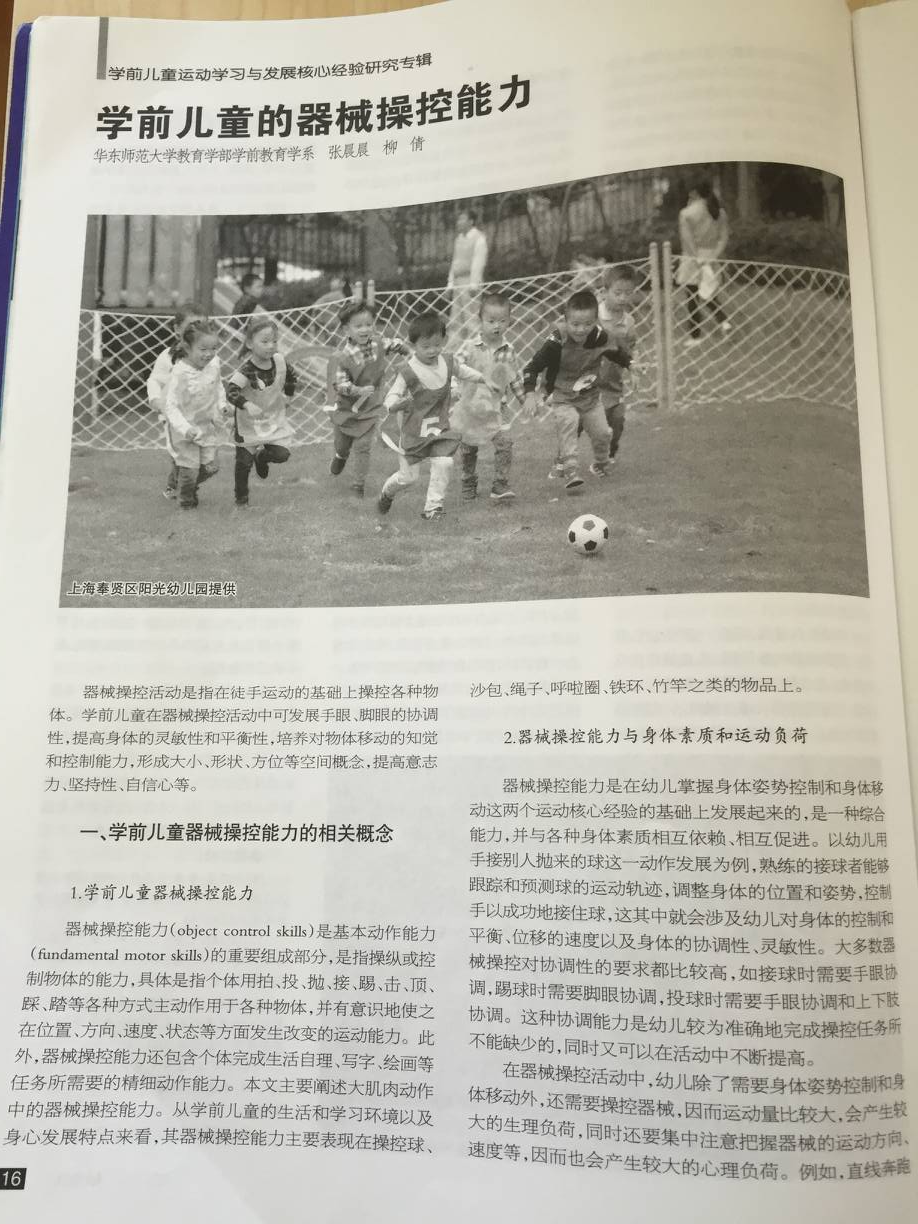 学前儿童运动学习与发展核心经验研究专辑
学前儿童的器械操控能力
华东师范大学教育学部学前教育学系 张晨晨 柳 倩
5
上海奉贤区阳光幼儿园提供
器械操控活动是指在徒手运动的基础上操控各种物
体。学前儿童在器械操控活动中可发展手眼、脚眼的协调
性,提高身体的灵敏性和平衡性,培养对物体移动的知觉
和控制能力,形成大小、形状、方位等空间概念,提高意志
力、坚持性、自信心等。
一、学前儿童器械操控能力的相关概念
1.学前儿童器械操控能力
器械操控能力(object control skills)是基本动作能力
(fundamental motor skills)的重要组成部分,是指操纵或控
制物体的能力,具体是指个体用拍、投、抛、接、踢、击、顶、
踩、踏等各种方式主动作用于各种物体,并有意识地使之
在位置、方向、速度、状态等方面发生改变的运动能力。此
外,器械操控能力还包含个体完成生活自理、写字、绘画等
任务所需要的精细动作能力。本文主要阐述大肌肉动作
中的器械操控能力。从学前儿童的生活和学习环境以及
身心发展特点来看,其器械操控能力主要表现在操控球、
沙包、绳子、呼啦圈、铁环、竹竿之类的物品上。
2.器械操控能力与身体素质和运动负荷
器械操控能力是在幼儿掌握身体姿势控制和身体移
动这两个运动核心经验的基础上发展起来的,是一种综合
能力,并与各种身体素质相互依赖、相互促进。以幼儿用
手接别人抛来的球这一动作发展为例,熟练的接球者能够
跟踪和预测球的运动轨迹,调整身体的位置和姿势,控制
手以成功地接住球,这其中就会涉及幼儿对身体的控制和
平衡、位移的速度以及身体的协调性、灵敏性。大多数器
械操控对协调性的要求都比较高,如接球时需要手眼协
调,踢球时需要脚眼协调,投球时需要手眼协调和上下肢
协调。这种协调能力是幼儿较为准确地完成操控任务所
不能缺少的,同时又可以在活动中不断提高。
在器械操控活动中,幼儿除了需要身体姿势控制和身
体移动外,还需要操控器械,因而运动量比较大,会产生较
大的生理负荷,同时还要集中注意把握器械的运动方向、
速度等,因而也会产生较大的心理负荷。例如,直线奔跑
16